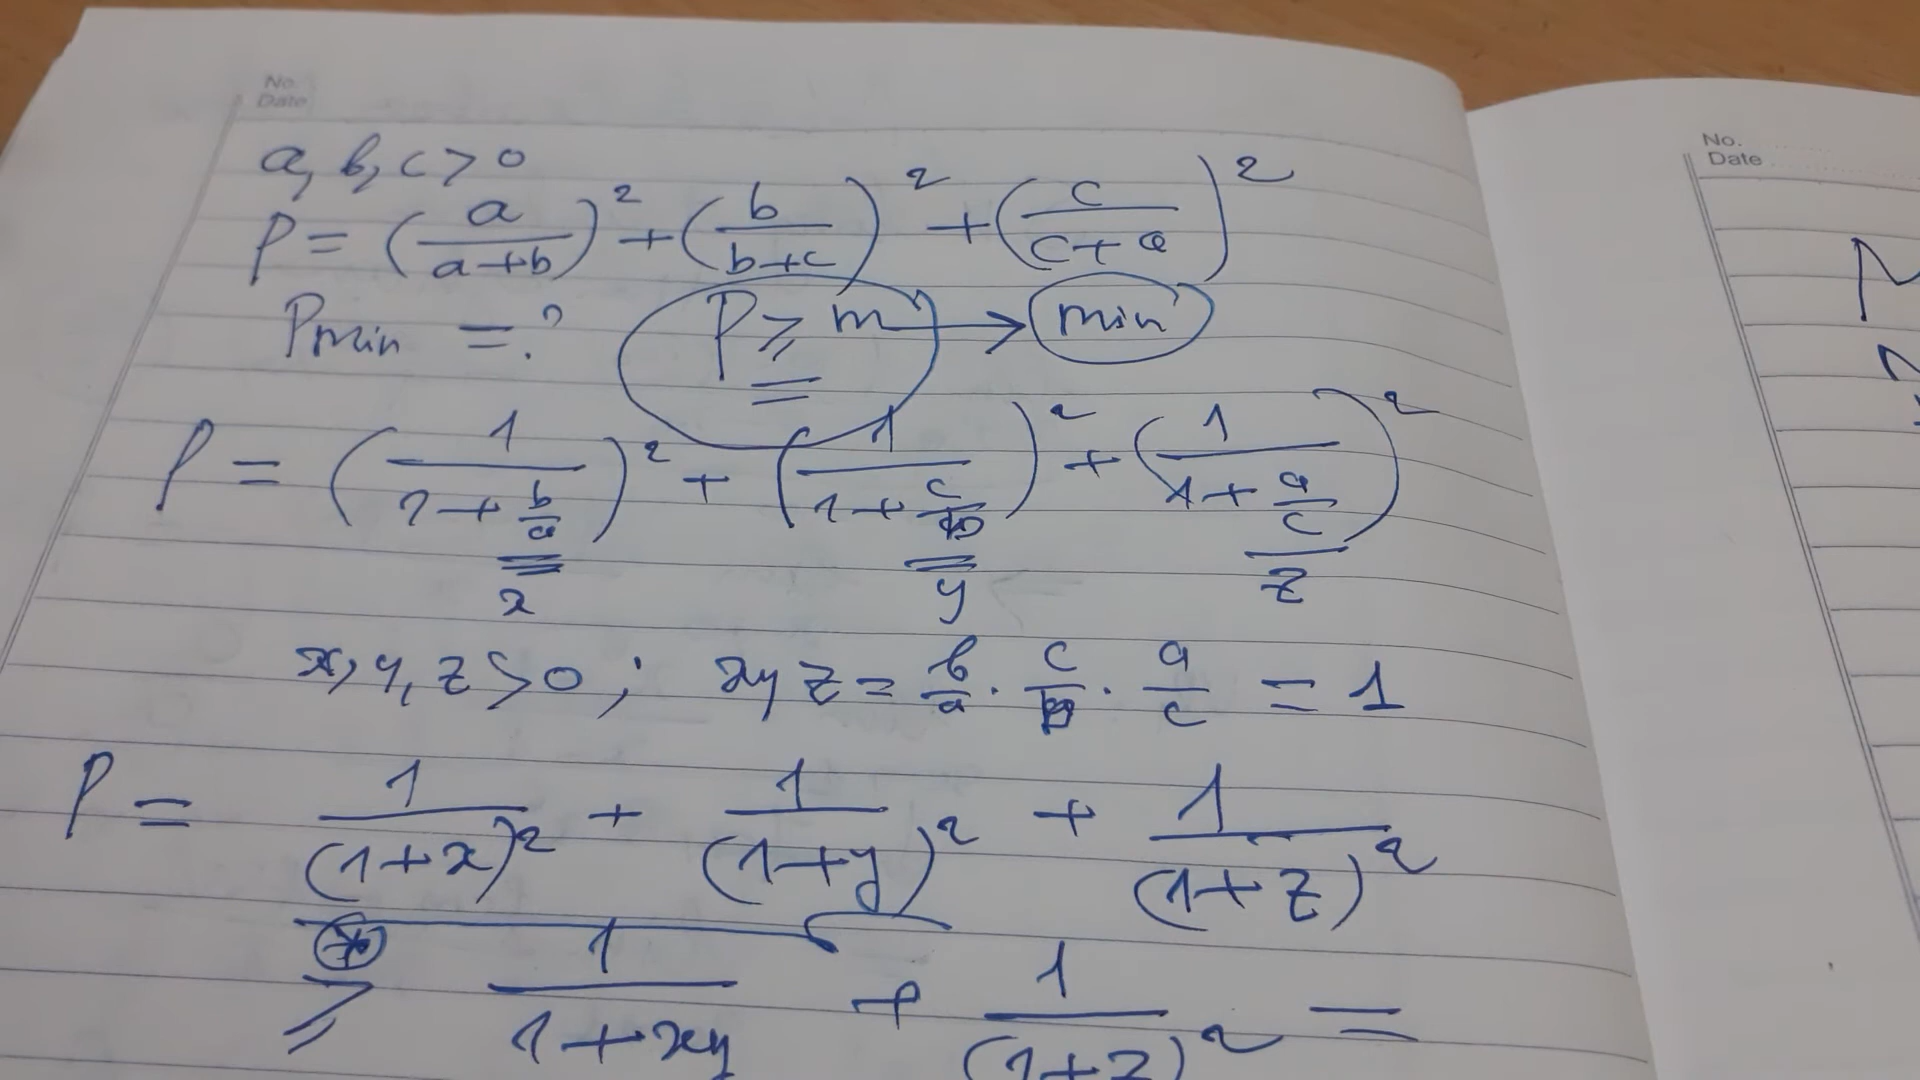 No.
Date
a, b, c > 0
P = (a/(a+b))² + (b/(b+c))² + (c/(c+a))²
Pmin = ? P ≥ m → min
P = (1/(1+b/a))² + (1/(1+c/b))² + (1/(1+a/c))²
x y z
x, y, z > 0 ; xyz = b/a · c/b · a/c = 1
P = 1/(1+x)² + 1/(1+y)² + 1/(1+z)²
≥ 1/(1+xy) + 1/(1+z)² =
No.
Date